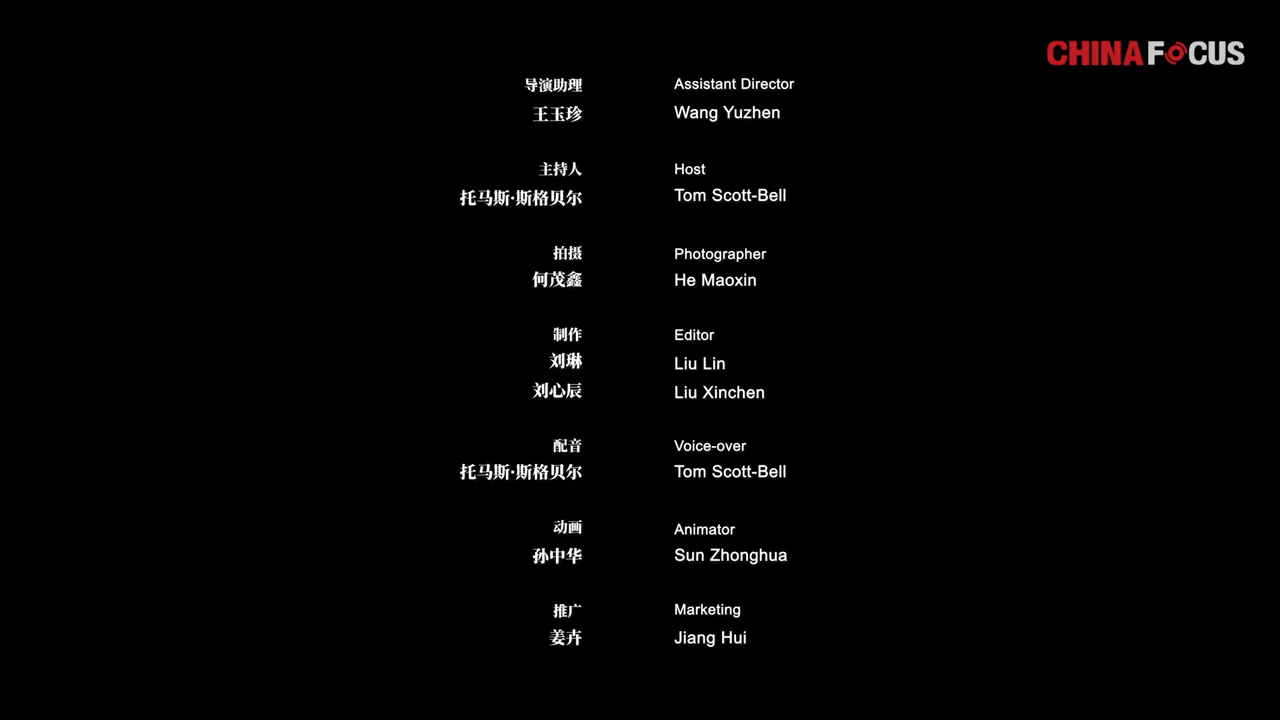 CHINA FOCUS
导演助理 Assistant Director
王玉珍 Wang Yuzhen
主持人 Host
托马斯·斯格贝尔 Tom Scott-Bell
拍摄 Photographer
何茂鑫 He Maoxin
制作 Editor
刘琳 Liu Lin
刘心辰 Liu Xinchen
配音 Voice-over
托马斯·斯格贝尔 Tom Scott-Bell
动画 Animator
孙中华 Sun Zhonghua
推广 Marketing
姜卉 Jiang Hui